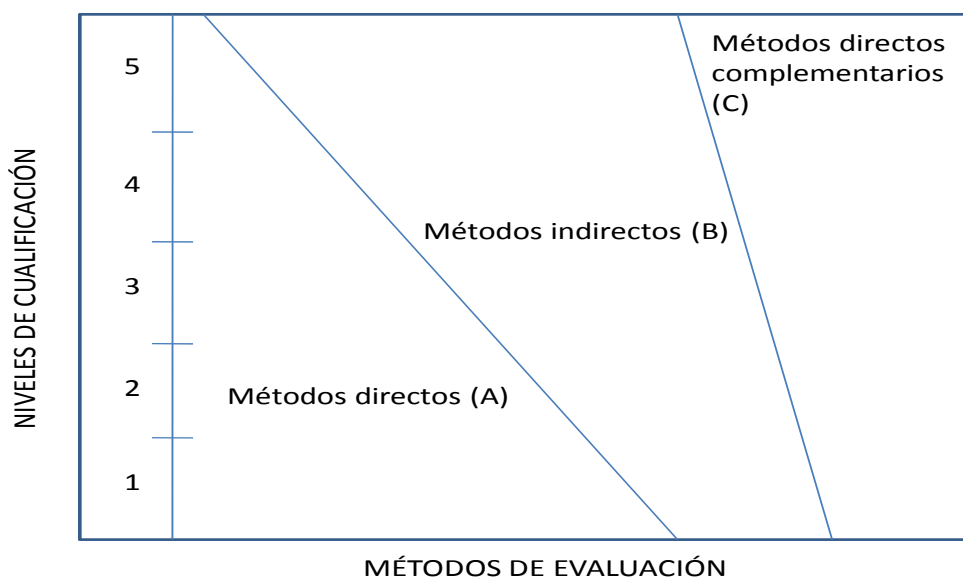 NIVELES DE CUALIFICACIÓN
5
4
3
2
1
Métodos directos
complementarios
(C)
Métodos indirectos (B)
Métodos directos (A)
MÉTODOS DE EVALUACIÓN